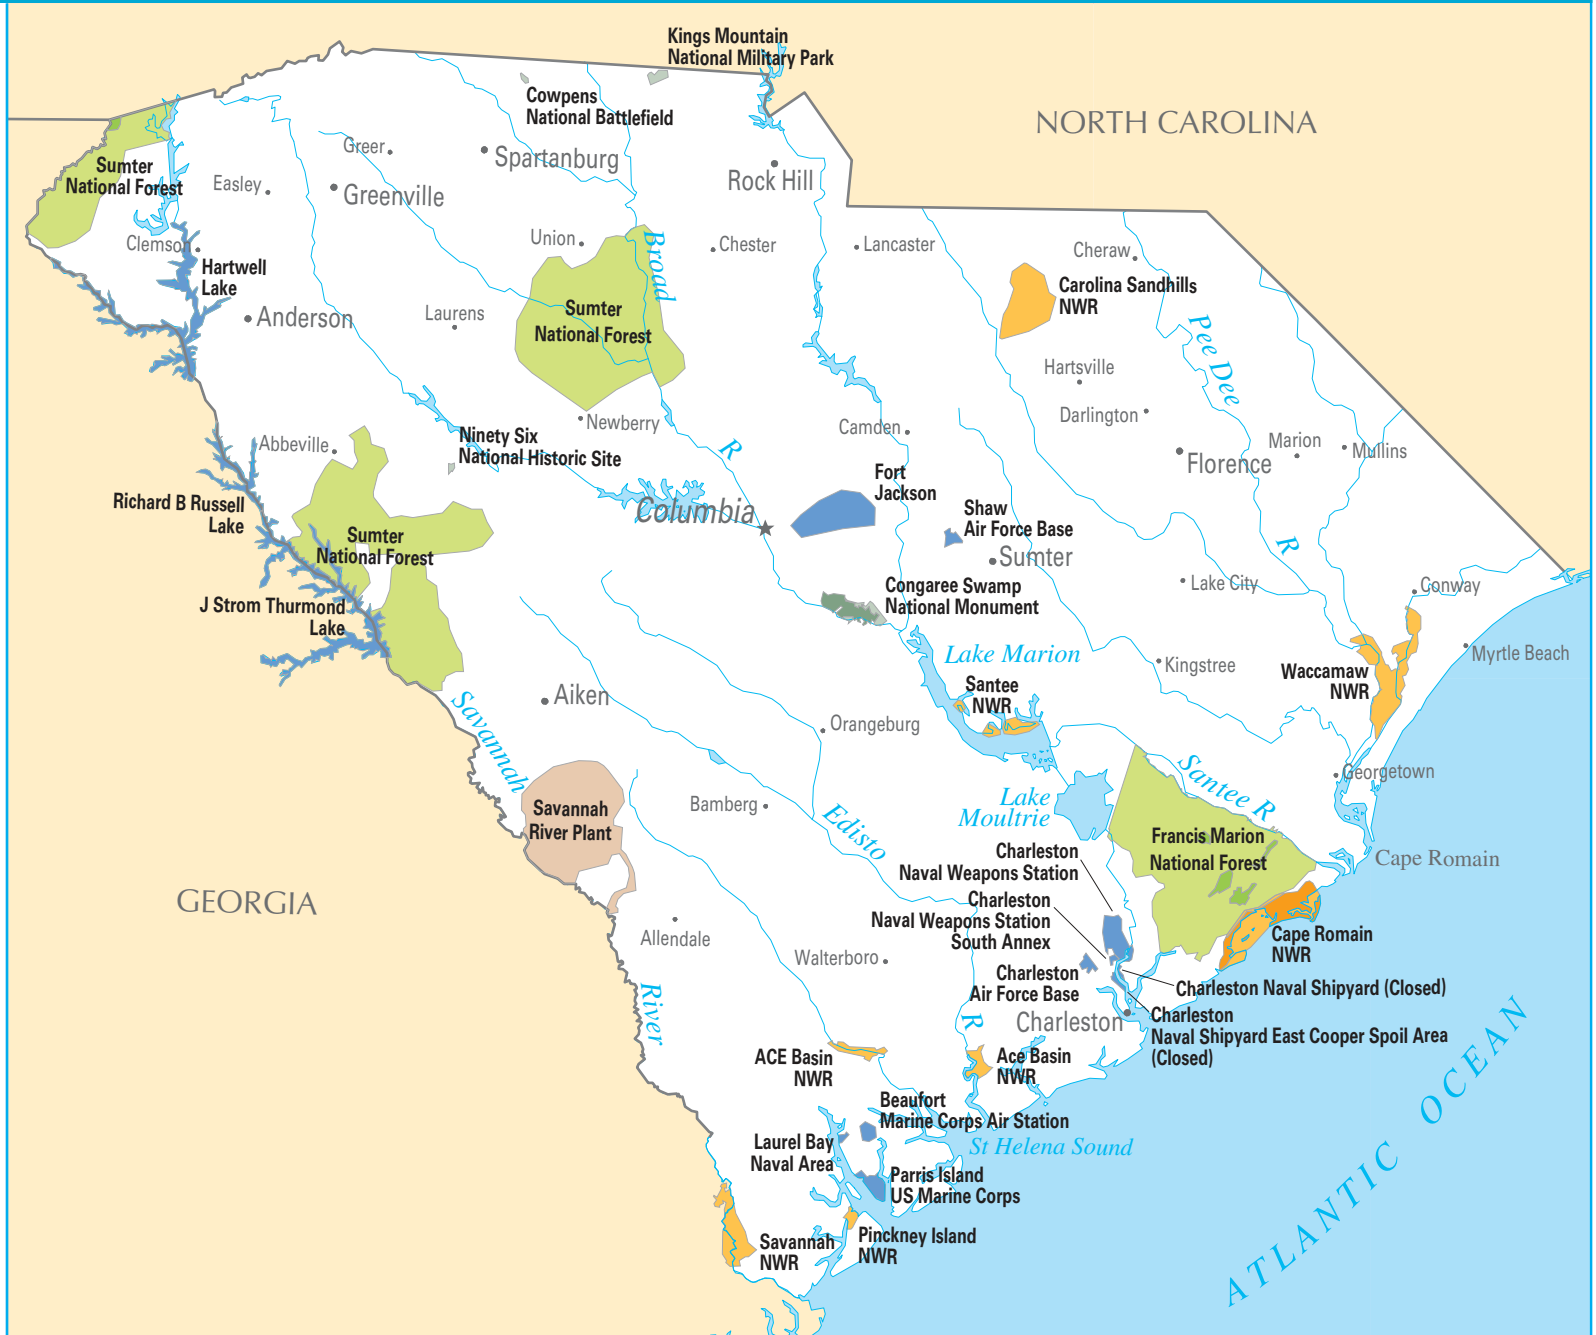 Kings Mountain
National Military Park
Cowpens
National Battlefield
NORTH CAROLINA
Greer
Spartanburg
Sumter
National Forest
Easley
Greenville
Rock Hill
Clemson
Union
Broad
Chester
Lancaster
Cheraw
Hartwell
Lake
Carolina Sandhills
NWR
Anderson
Laurens
Sumter
National Forest
Pee Dee
Hartsville
Darlington
Newberry
Camden
Abbeville
Ninety Six
National Historic Site
R
Marion
Mullins
Florence
Fort
Jackson
Richard B Russell
Lake
Columbia
Shaw
Air Force Base
Sumter
Sumter
National Forest
R
Lake City
Conway
Congaree Swamp
National Monument
J Strom Thurmond
Lake
Lake Marion
Myrtle Beach
Kingstree
Waccamaw
NWR
Santee
NWR
Aiken
Savannah
Orangeburg
Georgetown
Santee R
Lake
Moultrie
Bamberg
Edisto
Savannah
River Plant
Francis Marion
National Forest
Cape Romain
Charleston
Naval Weapons Station
GEORGIA
Charleston
Naval Weapons Station
South Annex
Allendale
Walterboro
Cape Romain
NWR
Charleston
Air Force Base
Charleston Naval Shipyard (Closed)
River
R
Charleston
Charleston
Naval Shipyard East Cooper Spoil Area
(Closed)
ACE Basin
NWR
Ace Basin
NWR
ATLANTIC OCEAN
Beaufort
Marine Corps Air Station
Laurel Bay
Naval Area
St Helena Sound
Parris Island
US Marine Corps
Savannah
NWR
Pinckney Island
NWR